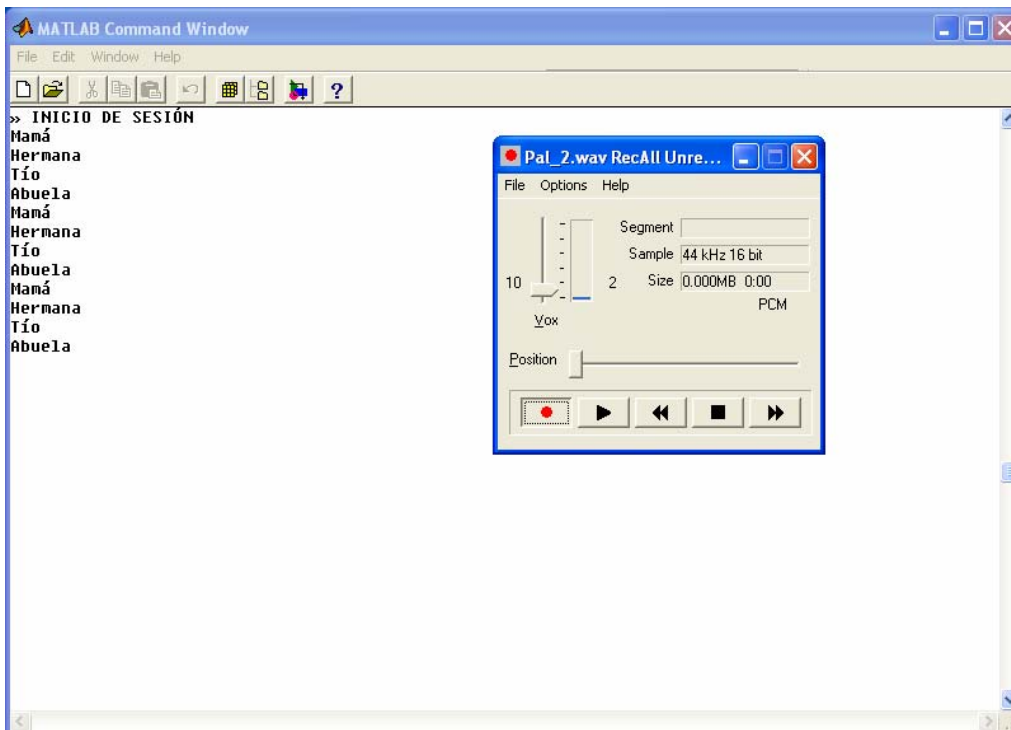 MATLAB Command Window
File Edit Window Help
» INICIO DE SESIÓN
Mamá
Hermana
Tío
Abuela
Mamá
Hermana
Tío
Abuela
Mamá
Hermana
Tío
Abuela
Pal_2.wav RecAll Unre...
File Options Help
Segment
Sample 44 kHz 16 bit
10 2 Size 0.000MB 0:00
PCM
Vox
Position